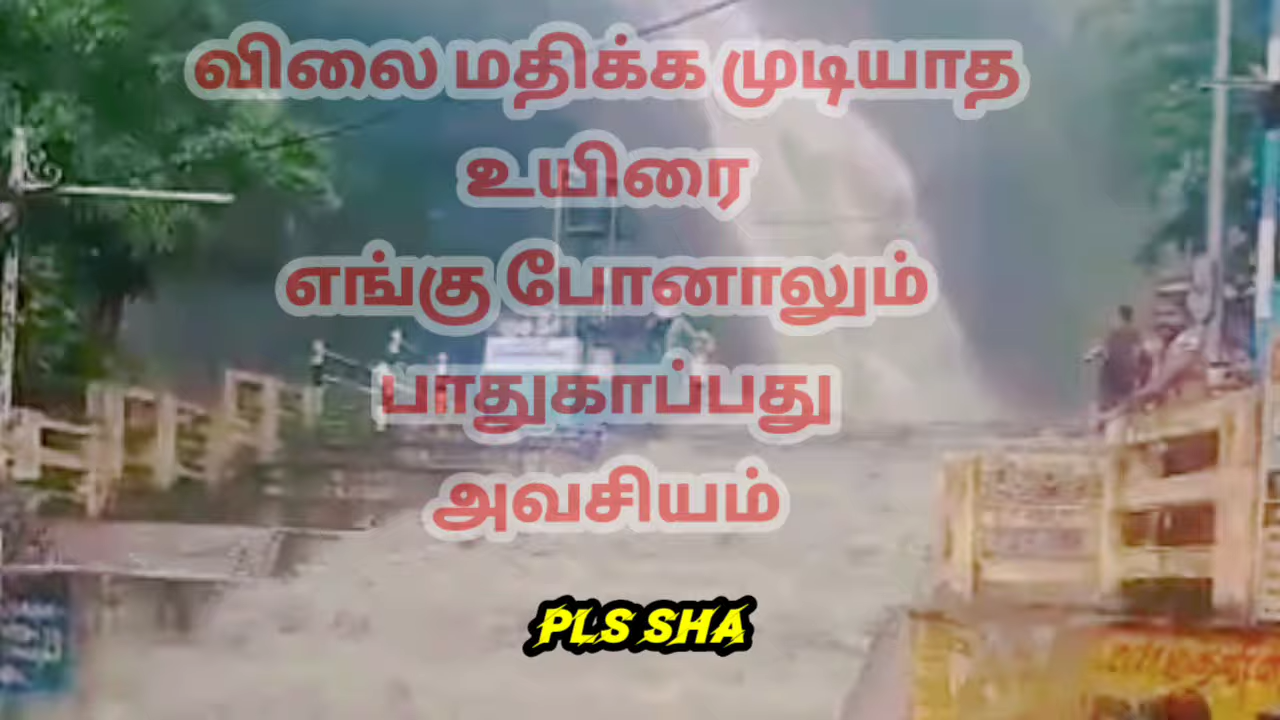 விலை மதிக்க முடியாத
உயிரை
எங்கு போனாலும்
பாதுகாப்பது
அவசியம்
PLS SHA